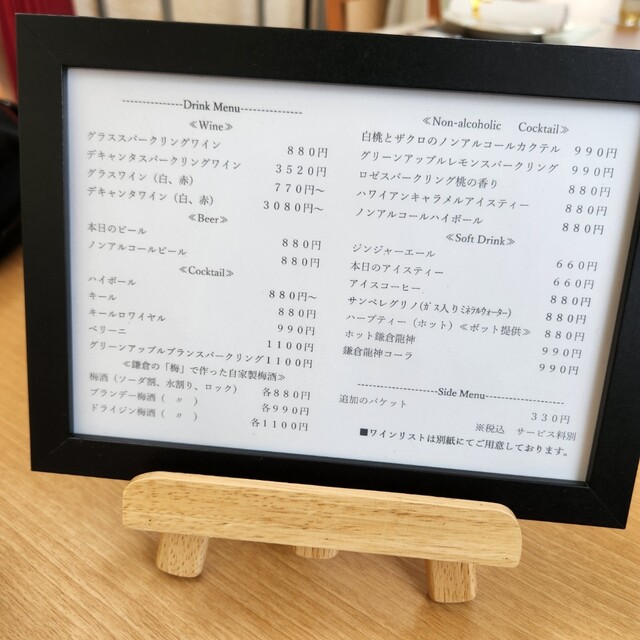 ---------------Drink Menu---------------
≪Wine≫
グラススパークリングワイン 880円
デキャンタスパークリングワイン 3520円
グラスワイン（白、赤） 770円～
デキャンタワイン（白、赤） 3080円～
≪Beer≫
本日のビール 880円
ノンアルコールビール 880円
≪Cocktail≫
ハイボール 880円～
キール 880円
キールロワイヤル 990円
ベリーニ 1100円
グリーンアップルブランスパークリング1100円
≪鎌倉の「梅」で作った自家製梅酒≫
梅酒（ソーダ割、水割り、ロック） 各880円
ブランデー梅酒（ 〃 ） 各990円
ドライジン梅酒（ 〃 ） 各1100円
≪Non-alcoholic Cocktail≫
白桃とザクロのノンアルコールカクテル 990円
グリーンアップルレモンスパークリング 990円
ロゼスパークリング桃の香り 880円
ハワイアンキャラメルアイスティー 880円
ノンアルコールハイボール 880円
≪Soft Drink≫
ジンジャーエール 660円
本日のアイスティー 660円
アイスコーヒー 880円
サンペレグリノ(ｶﾞｽ入りﾐﾈﾗﾙｳｫｰﾀｰ) 880円
ハーブティー（ホット）≪ポット提供≫ 880円
ホット鎌倉龍神 990円
鎌倉龍神コーラ 990円
--------------------Side Menu--------------------
追加のバケット 330円
※税込 サービス料別
■ワインリストは別紙にてご用意しております。